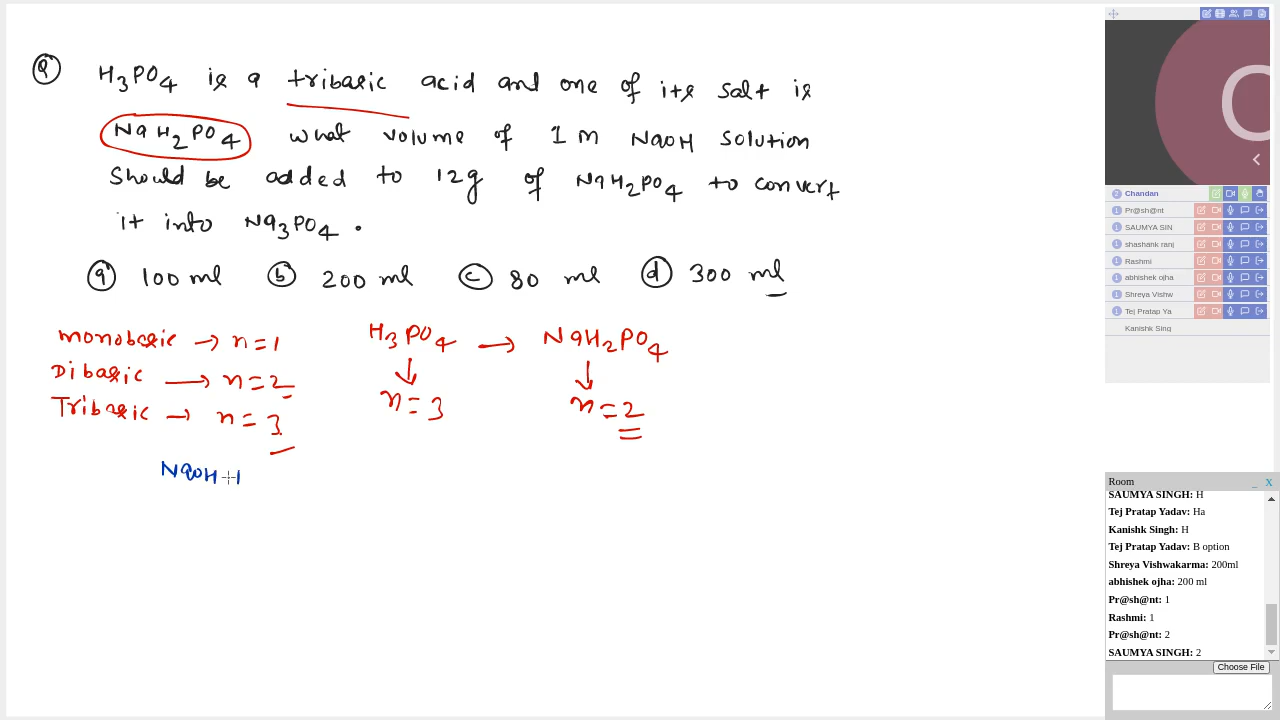 Q H3PO4 is a tribasic acid and one of its salt is
NaH2PO4 what volume of 1 M NaOH solution
Should be added to 12g of NaH2PO4 to convert
it into Na3PO4.
(a) 100 ml (b) 200 ml (c) 80 ml (d) 300 ml
monobasic → n=1
Dibasic → n=2
Tribasic → n=3
H3PO4 → NaH2PO4
↓ ↓
n=3 n=2
NaOH +
Chandan
Pr@sh@nt
SAUMYA SIN
shashank ranj
Rashmi
abhishek ojha
Shreya Vishw
Tej Pratap Ya
Kanishk Sing
Room _ X
SAUMYA SINGH: H
Tej Pratap Yadav: Ha
Kanishk Singh: H
Tej Pratap Yadav: B option
Shreya Vishwakarma: 200ml
abhishek ojha: 200 ml
Pr@sh@nt: 1
Rashmi: 1
Pr@sh@nt: 2
SAUMYA SINGH: 2
Choose File